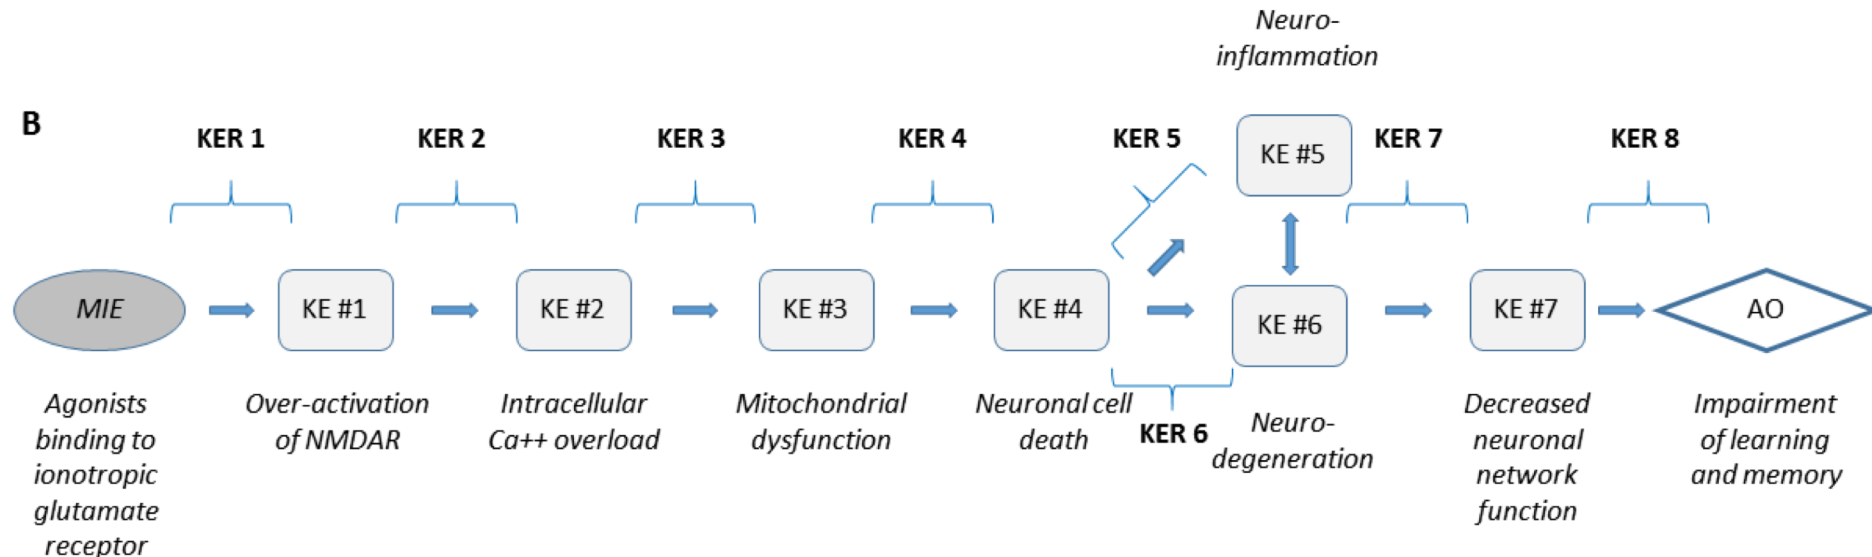 Neuro-
inflammation
B
KER 1
KER 2
KER 3
KER 4
KER 5
KER 7
KER 8
KE #5
MIE
KE #1
KE #2
KE #3
KE #4
KE #6
KE #7
AO
Agonists
binding to
ionotropic
glutamate
receptor
Over-activation
of NMDAR
Intracellular
Ca++ overload
Mitochondrial
dysfunction
Neuronal cell
death
KER 6
Neuro-
degeneration
Decreased
neuronal
network
function
Impairment
of learning
and memory